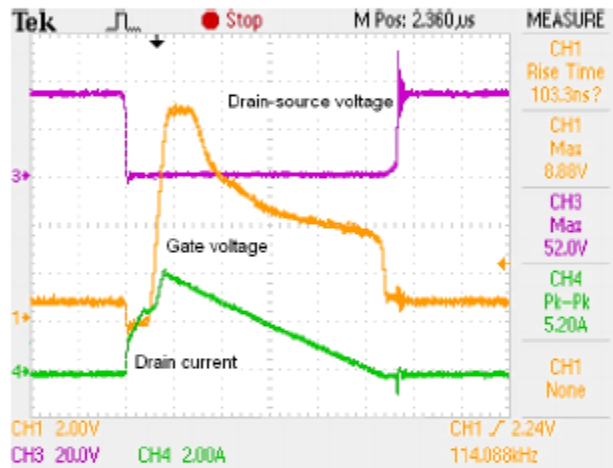 Tek Stop M Pos: 2.360µs MEASURE
CH1
Rise Time
103.3ns?
CH1
Max
8.88V
CH3
Max
52.0V
CH4
Pk-Pk
5.20A
CH1
None
Drain-source voltage
3
Gate voltage
1
Drain current
4
CH1 2.00V CH1 2.24V
CH3 20.0V CH4 2.00A 114.088kHz